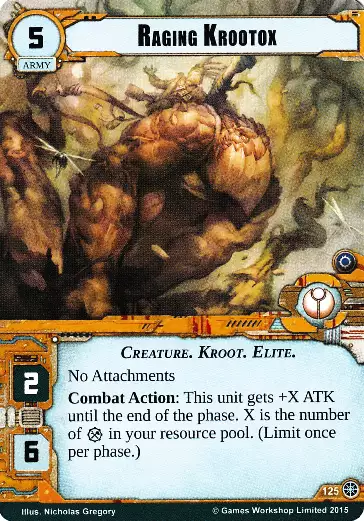 5
RAGING KROOTOX
ARMY
CREATURE. KROOT. ELITE.
2
6
No Attachments
Combat Action: This unit gets +X ATK
until the end of the phase. X is the number
of in your resource pool. (Limit once
per phase.)
125
Illus. Nicholas Gregory
© Games Workshop Limited 2015